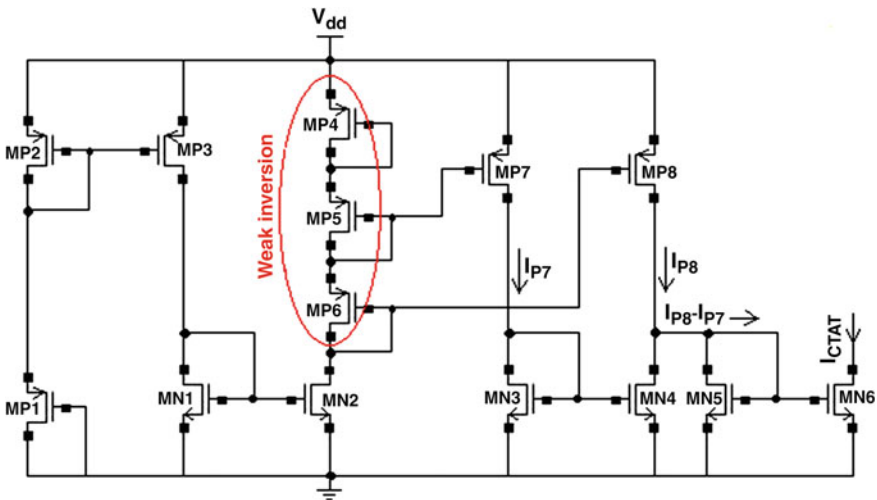 Vdd
MP4
MP2
MP3
MP7
MP8
MP5
Weak inversion
IP7
IP8
MP6
IP8-IP7
ICTAT
MP1
MN1
MN2
MN3
MN4
MN5
MN6